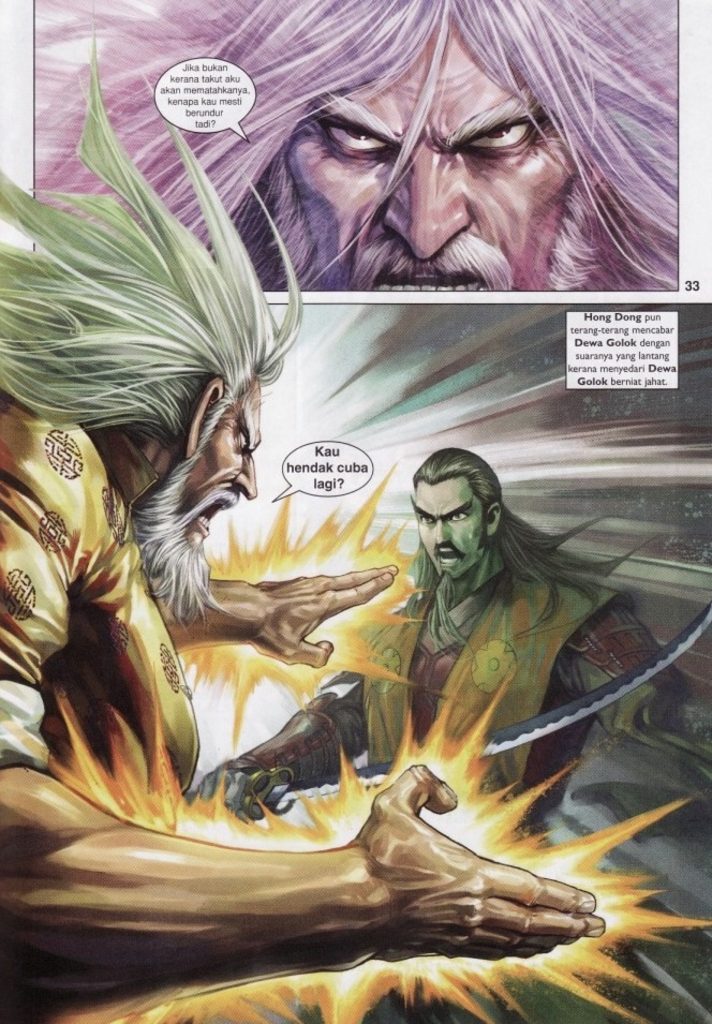 Jika bukan
kerana takut aku
akan mematahkanya,
kenapa kau mesti
berundur
tadi?
33
Hong Dong pun
terang-terang mencabar
Dewa Golok dengan
suaranya yang lantang
kerana menyedari Dewa
Golok berniat jahat.
Kau
hendak cuba
lagi?